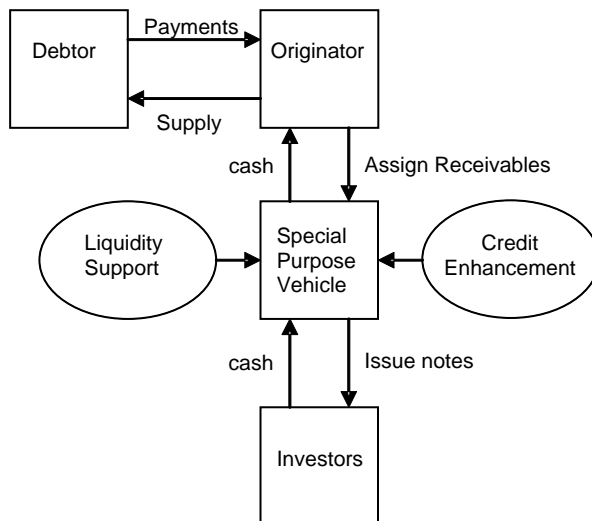 Payments
Debtor
Originator
Supply
cash
Assign Receivables
Liquidity
Support
Special
Purpose
Vehicle
Credit
Enhancement
cash
Issue notes
Investors